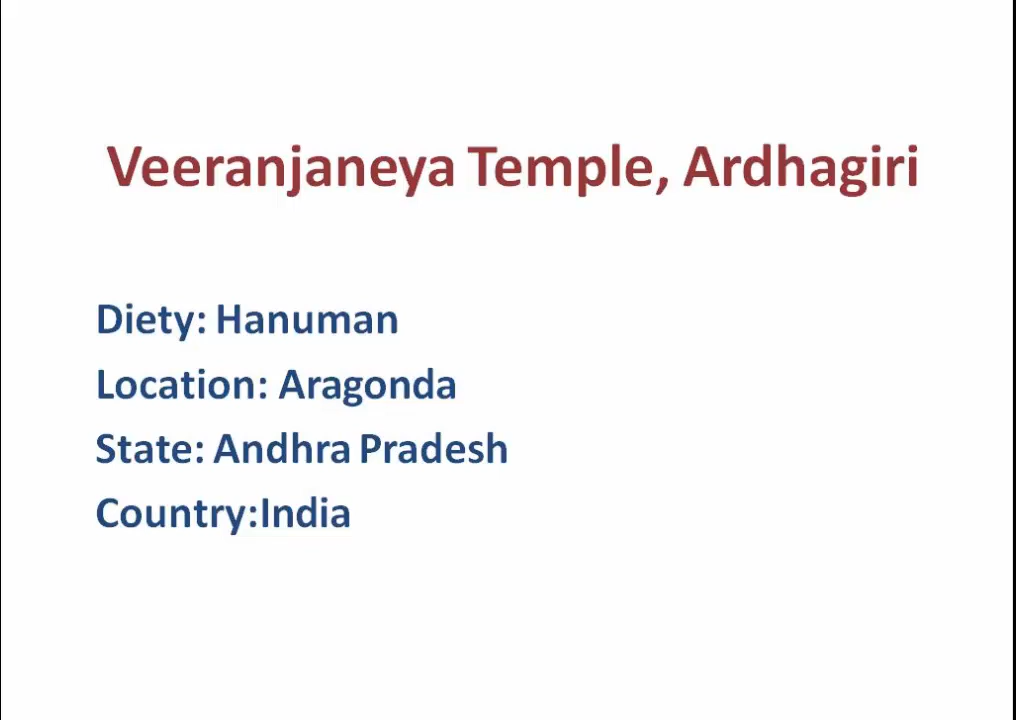 Veeranjaneya Temple, Ardhagiri
Diety: Hanuman
Location: Aragonda
State: Andhra Pradesh
Country:India